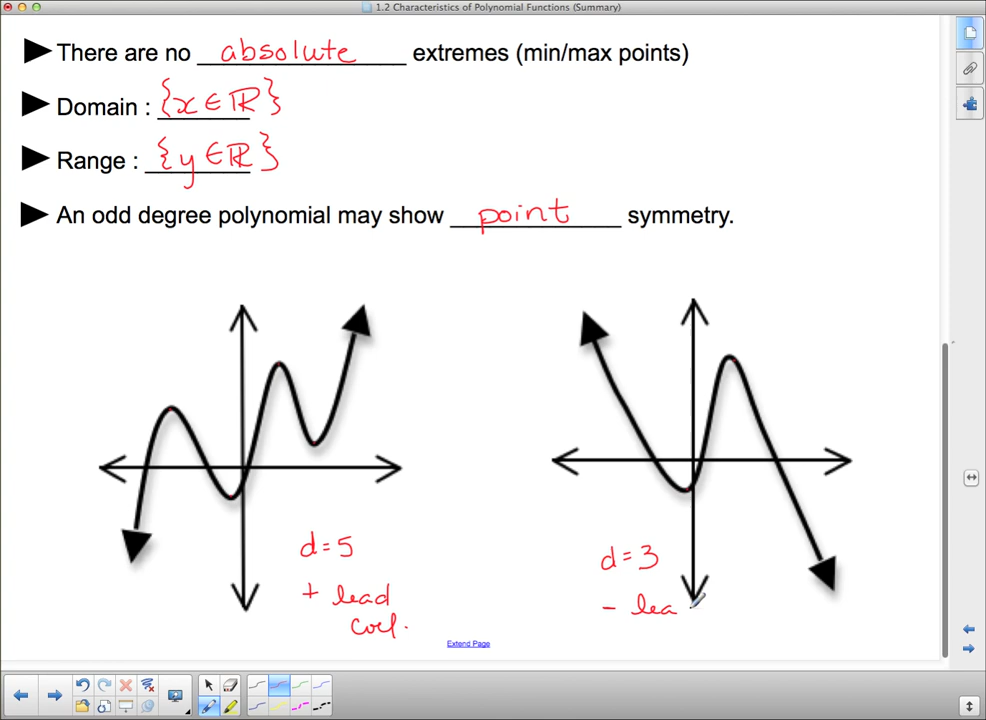 1.2 Characteristics of Polynomial Functions (Summary)
There are no absolute extremes (min/max points)
Domain : {x ∈ ℝ}
Range : {y ∈ ℝ}
An odd degree polynomial may show point symmetry.
d = 5
+ lead
coef.
d = 3
- lea
Extend Page